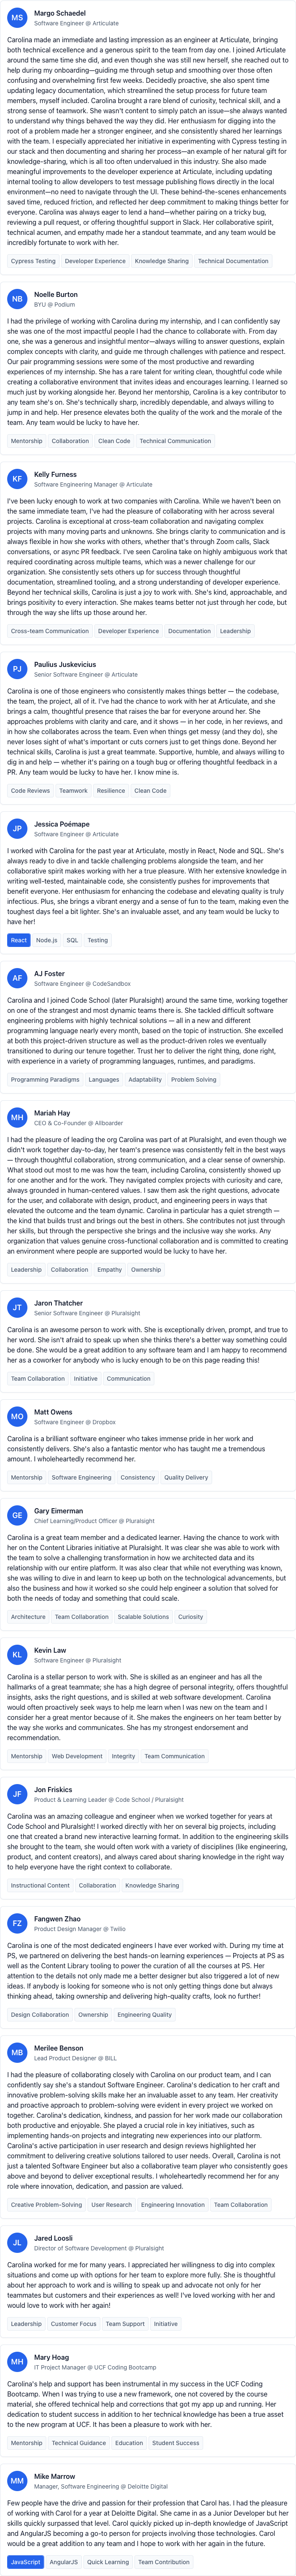 MS
Margo Schaedel
Software Engineer @ Articulate
Carolina made an immediate and lasting impression as an engineer at Articulate, bringing
both technical excellence and a generous spirit to the team from day one. I joined Articulate
around the same time she did, and even though she was still new herself, she reached out to
help during my onboarding—guiding me through setup and smoothing over those often
confusing and overwhelming first few weeks. Decidedly proactive, she also spent time
updating legacy documentation, which streamlined the setup process for future team
members, myself included. Carolina brought a rare blend of curiosity, technical skill, and a
strong sense of teamwork. She wasn't content to simply patch an issue—she always wanted
to understand why things behaved the way they did. Her enthusiasm for digging into the
root of a problem made her a stronger engineer, and she consistently shared her learnings
with the team. I especially appreciated her initiative in experimenting with Cypress testing in
our stack and then documenting and sharing her process—an example of her natural gift for
knowledge-sharing, which is all too often undervalued in this industry. She also made
meaningful improvements to the developer experience at Articulate, including updating
internal tooling to allow developers to test message publishing flows directly in the local
environment—no need to navigate through the UI. These behind-the-scenes enhancements
saved time, reduced friction, and reflected her deep commitment to making things better for
everyone. Carolina was always eager to lend a hand—whether pairing on a tricky bug,
reviewing a pull request, or offering thoughtful support in Slack. Her collaborative spirit,
technical acumen, and empathy made her a standout teammate, and any team would be
incredibly fortunate to work with her.
Cypress Testing Developer Experience Knowledge Sharing Technical Documentation
NB
Noelle Burton
BYU @ Podium
I had the privilege of working with Carolina during my internship, and I can confidently say
she was one of the most impactful people I had the chance to collaborate with. From day
one, she was a generous and insightful mentor—always willing to answer questions, explain
complex concepts with clarity, and guide me through challenges with patience and respect.
Our pair programming sessions were some of the most productive and rewarding
experiences of my internship. She has a rare talent for writing clean, thoughtful code while
creating a collaborative environment that invites ideas and encourages learning. I learned so
much just by working alongside her. Beyond her mentorship, Carolina is a key contributor to
any team she's on. She's technically sharp, incredibly dependable, and always willing to
jump in and help. Her presence elevates both the quality of the work and the morale of the
team. Any team would be lucky to have her.
Mentorship Collaboration Clean Code Technical Communication
KF
Kelly Furness
Software Engineering Manager @ Articulate
I've been lucky enough to work at two companies with Carolina. While we haven't been on
the same immediate team, I've had the pleasure of collaborating with her across several
projects. Carolina is exceptional at cross-team collaboration and navigating complex
projects with many moving parts and unknowns. She brings clarity to communication and is
always flexible in how she works with others, whether that's through Zoom calls, Slack
conversations, or async PR feedback. I've seen Carolina take on highly ambiguous work that
required coordinating across multiple teams, which was a newer challenge for our
organization. She consistently sets others up for success through thoughtful
documentation, streamlined tooling, and a strong understanding of developer experience.
Beyond her technical skills, Carolina is just a joy to work with. She's kind, approachable, and
brings positivity to every interaction. She makes teams better not just through her code, but
through the way she lifts up those around her.
Cross-team Communication Developer Experience Documentation Leadership
PJ
Paulius Juskevicius
Senior Software Engineer @ Articulate
Carolina is one of those engineers who consistently makes things better — the codebase,
the team, the project, all of it. I've had the chance to work with her at Articulate, and she
brings a calm, thoughtful presence that raises the bar for everyone around her. She
approaches problems with clarity and care, and it shows — in her code, in her reviews, and
in how she collaborates across the team. Even when things get messy (and they do), she
never loses sight of what's important or cuts corners just to get things done. Beyond her
technical skills, Carolina is just a great teammate. Supportive, humble, and always willing to
dig in and help — whether it's pairing on a tough bug or offering thoughtful feedback in a
PR. Any team would be lucky to have her. I know mine is.
Code Reviews Teamwork Resilience Clean Code
JP
Jessica Poémape
Software Engineer @ Articulate
I worked with Carolina for the past year at Articulate, mostly in React, Node and SQL. She's
always ready to dive in and tackle challenging problems alongside the team, and her
collaborative spirit makes working with her a true pleasure. With her extensive knowledge in
writing well-tested, maintainable code, she consistently pushes for improvements that
benefit everyone. Her enthusiasm for enhancing the codebase and elevating quality is truly
infectious. Plus, she brings a vibrant energy and a sense of fun to the team, making even the
toughest days feel a bit lighter. She's an invaluable asset, and any team would be lucky to
have her!
React Node.js SQL Testing
AF
AJ Foster
Software Engineer @ CodeSandbox
Carolina and I joined Code School (later Pluralsight) around the same time, working together
on one of the strangest and most dynamic teams there is. She tackled difficult software
engineering problems with highly technical solutions — all in a new and different
programming language nearly every month, based on the topic of instruction. She excelled
at both this project-driven structure as well as the product-driven roles we eventually
transitioned to during our tenure together. Trust her to deliver the right thing, done right,
with experience in a variety of programming languages, runtimes, and paradigms.
Programming Paradigms Languages Adaptability Problem Solving
MH
Mariah Hay
CEO & Co-Founder @ Allboarder
I had the pleasure of leading the org Carolina was part of at Pluralsight, and even though we
didn't work together day-to-day, her team's presence was consistently felt in the best ways
— through thoughtful collaboration, strong communication, and a clear sense of ownership.
What stood out to me was how the team, including Carolina, consistently showed up for
one another and for the work. They navigated complex projects with curiosity and care,
always grounded in human-centered values. I saw them ask the right questions, advocate
for the user, and collaborate with design, product, and engineering peers in ways that
elevated the outcome and the team dynamic. Carolina in particular has a quiet strength —
the kind that builds trust and brings out the best in others. She contributes not just through
her skills, but through the perspective she brings and the inclusive way she works. Any
organization that values genuine cross-functional collaboration and is committed to creating
an environment where people are supported would be lucky to have her.
Leadership Collaboration Empathy Ownership
JT
Jaron Thatcher
Senior Software Engineer @ Pluralsight
Carolina is an awesome person to work with. She is exceptionally driven, prompt, and true to
her word. She isn't afraid to speak up when she thinks there's a better way something could
be done. She would be a great addition to any software team and I am happy to recommend
her as a coworker for anybody who is lucky enough to be on this page reading this!
Team Collaboration Initiative Communication
MO
Matt Owens
Software Engineer @ Dropbox
Carolina is a brilliant software engineer who takes immense pride in her work and
consistently delivers. She's also a fantastic mentor who has taught me a tremendous
amount. I wholeheartedly recommend her.
Mentorship Software Engineering Consistency Quality Delivery
GE
Gary Eimerman
Chief Learning/Product Officer @ Pluralsight
Carolina is a great team member and a dedicated learner. Having the chance to work with
her on the Content Libraries initiative at Pluralsight. It was clear she was able to work with
the team to solve a challenging transformation in how we architected data and its
relationship with our entire platform. It was also clear that while not everything was known,
she was willing to dive in and learn to keep up both on the technological advancements, but
also the business and how it worked so she could help engineer a solution that solved for
both the needs of today and something that could scale.
Architecture Team Collaboration Scalable Solutions Curiosity
KL
Kevin Law
Software Engineer @ Pluralsight
Carolina is a stellar person to work with. She is skilled as an engineer and has all the
hallmarks of a great teammate; she has a high degree of personal integrity, offers thoughtful
insights, asks the right questions, and is skilled at web software development. Carolina
would often proactively seek ways to help me learn when I was new on the team and I
consider her a great mentor because of it. She makes the engineers on her team better by
the way she works and communicates. She has my strongest endorsement and
recommendation.
Mentorship Web Development Integrity Team Communication
JF
Jon Friskics
Product & Learning Leader @ Code School / Pluralsight
Carolina was an amazing colleague and engineer when we worked together for years at
Code School and Pluralsight! I worked directly with her on several big projects, including
one that created a brand new interactive learning format. In addition to the engineering skills
she brought to the team, she would often work with a variety of disciplines (like engineering,
product, and content creators), and always cared about sharing knowledge in the right way
to help everyone have the right context to collaborate.
Instructional Content Collaboration Knowledge Sharing
FZ
Fangwen Zhao
Product Design Manager @ Twilio
Carolina is one of the most dedicated engineers I have ever worked with. During my time at
PS, we partnered on delivering the best hands-on learning experiences — Projects at PS as
well as the Content Library tooling to power the curation of all the courses at PS. Her
attention to the details not only made me a better designer but also triggered a lot of new
ideas. If anybody is looking for someone who is not only getting things done but always
thinking ahead, taking ownership and delivering high-quality crafts, look no further!
Design Collaboration Ownership Engineering Quality
MB
Merilee Benson
Lead Product Designer @ BILL
I had the pleasure of collaborating closely with Carolina on our product team, and I can
confidently say she's a standout Software Engineer. Carolina's dedication to her craft and
innovative problem-solving skills make her an invaluable asset to any team. Her creativity
and proactive approach to problem-solving were evident in every project we worked on
together. Carolina's dedication, kindness, and passion for her work made our collaboration
both productive and enjoyable. She played a crucial role in key initiatives, such as
implementing hands-on projects and integrating new experiences into our platform.
Carolina's active participation in user research and design reviews highlighted her
commitment to delivering creative solutions tailored to user needs. Overall, Carolina is not
just a talented Software Engineer but also a collaborative team player who consistently goes
above and beyond to deliver exceptional results. I wholeheartedly recommend her for any
role where innovation, dedication, and passion are valued.
Creative Problem-Solving User Research Engineering Innovation Team Collaboration
JL
Jared Loosli
Director of Software Development @ Pluralsight
Carolina worked for me for many years. I appreciated her willingness to dig into complex
situations and come up with options for her team to explore more fully. She is thoughtful
about her approach to work and is willing to speak up and advocate not only for her
teammates but customers and their experiences as well! I've loved working with her and
would love to work with her again!
Leadership Customer Focus Team Support Initiative
MH
Mary Hoag
IT Project Manager @ UCF Coding Bootcamp
Carolina's help and support has been instrumental in my success in the UCF Coding
Bootcamp. When I was trying to use a new framework, one not covered by the course
material, she offered technical help and corrections that got my app up and running. Her
dedication to student success in addition to her technical knowledge has been a true asset
to the new program at UCF. It has been a pleasure to work with her.
Mentorship Technical Guidance Education Student Success
MM
Mike Marrow
Manager, Software Engineering @ Deloitte Digital
Few people have the drive and passion for their profession that Carol has. I had the pleasure
of working with Carol for a year at Deloitte Digital. She came in as a Junior Developer but her
skills quickly surpassed that level. Carol quickly picked up in-depth knowledge of JavaScript
and AngularJS becoming a go-to person for projects involving those technologies. Carol
would be a great addition to any team and I hope to work with her again in the future.
JavaScript AngularJS Quick Learning Team Contribution